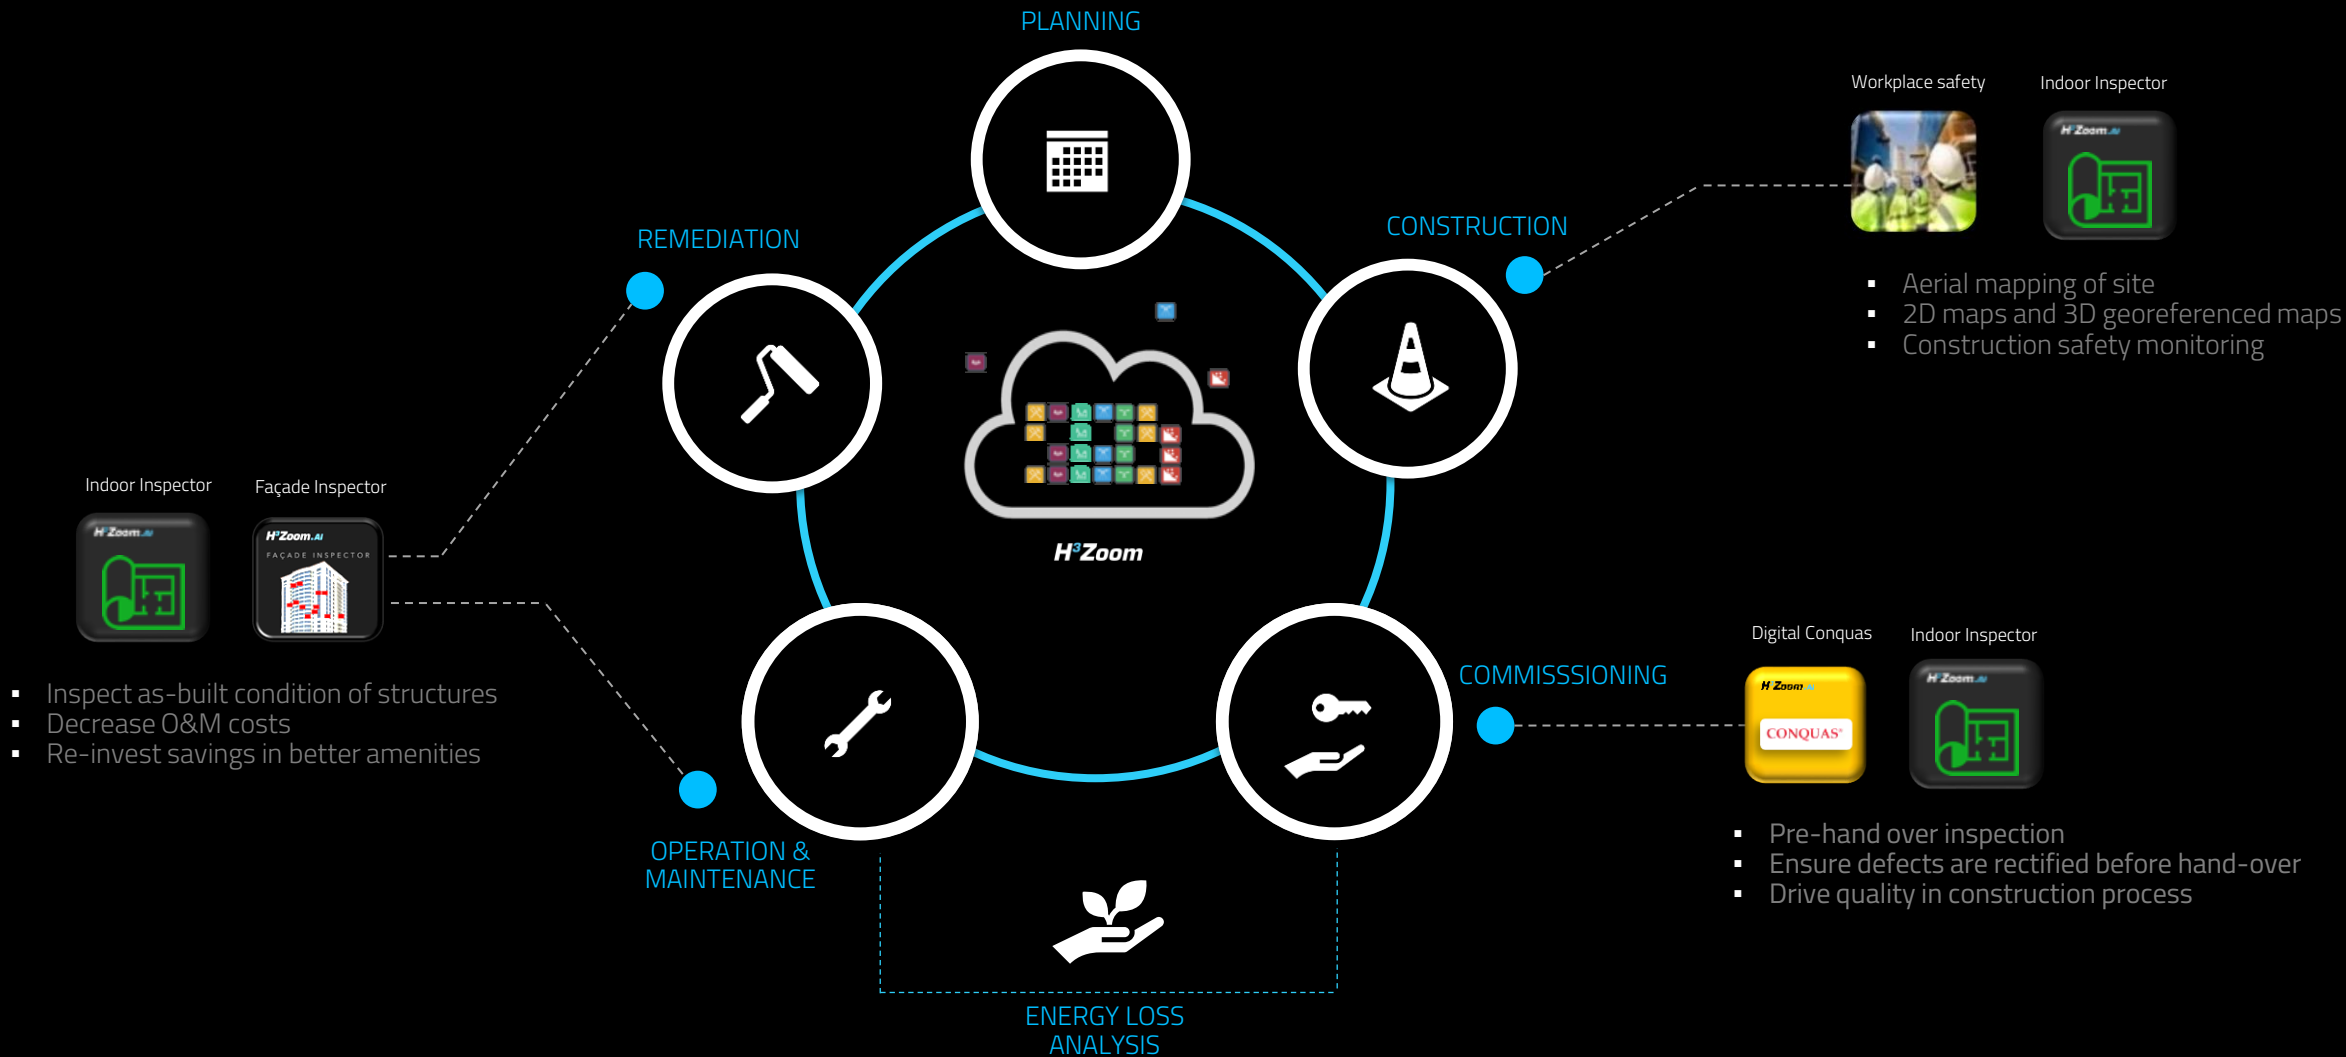 PLANNING
Workplace safety
Indoor Inspector
H³Zoom.AI
CONSTRUCTION
REMEDIATION
Aerial mapping of site
2D maps and 3D georeferenced maps
Construction safety monitoring
Indoor Inspector
Façade Inspector
H³Zoom.AI
H³Zoom.AI
FAÇADE INSPECTOR
H³Zoom
Digital Conquas
Indoor Inspector
COMMISSSIONING
H³Zoom.AI
H³Zoom.AI
CONQUAS®
Inspect as-built condition of structures
Decrease O&M costs
Re-invest savings in better amenities
Pre-hand over inspection
Ensure defects are rectified before hand-over
Drive quality in construction process
OPERATION &
MAINTENANCE
ENERGY LOSS
ANALYSIS